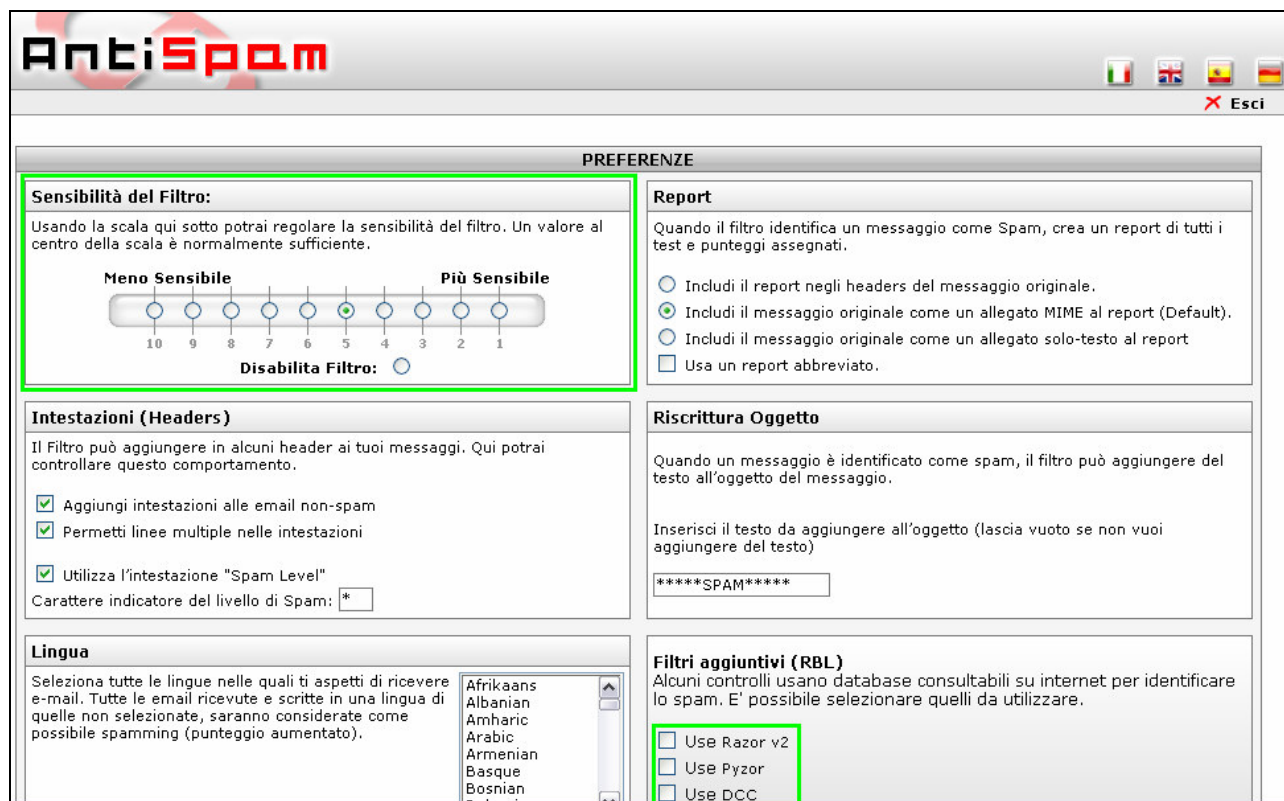 AntiSpam
Esci
PREFERENZE
Sensibilità del Filtro:
Usando la scala qui sotto potrai regolare la sensibilità del filtro. Un valore al
centro della scala è normalmente sufficiente.
Meno Sensibile Più Sensibile
10 9 8 7 6 5 4 3 2 1
Disabilita Filtro:
Report
Quando il filtro identifica un messaggio come Spam, crea un report di tutti i
test e punteggi assegnati.
Includi il report negli headers del messaggio originale.
Includi il messaggio originale come un allegato MIME al report (Default).
Includi il messaggio originale come un allegato solo-testo al report
Usa un report abbreviato.
Intestazioni (Headers)
Il Filtro può aggiungere in alcuni header ai tuoi messaggi. Qui potrai
controllare questo comportamento.
Aggiungi intestazioni alle email non-spam
Permetti linee multiple nelle intestazioni
Utilizza l'intestazione "Spam Level"
Carattere indicatore del livello di Spam: *
Riscrittura Oggetto
Quando un messaggio è identificato come spam, il filtro può aggiungere del
testo all'oggetto del messaggio.
Inserisci il testo da aggiungere all'oggetto (lascia vuoto se non vuoi
aggiungere del testo)
*****SPAM*****
Lingua
Seleziona tutte le lingue nelle quali ti aspetti di ricevere
e-mail. Tutte le email ricevute e scritte in una lingua di
quelle non selezionate, saranno considerate come
possibile spamming (punteggio aumentato).
Afrikaans
Albanian
Amharic
Arabic
Armenian
Basque
Bosnian
Filtri aggiuntivi (RBL)
Alcuni controlli usano database consultabili su internet per identificare
lo spam. E' possibile selezionare quelli da utilizzare.
Use Razor v2
Use Pyzor
Use DCC